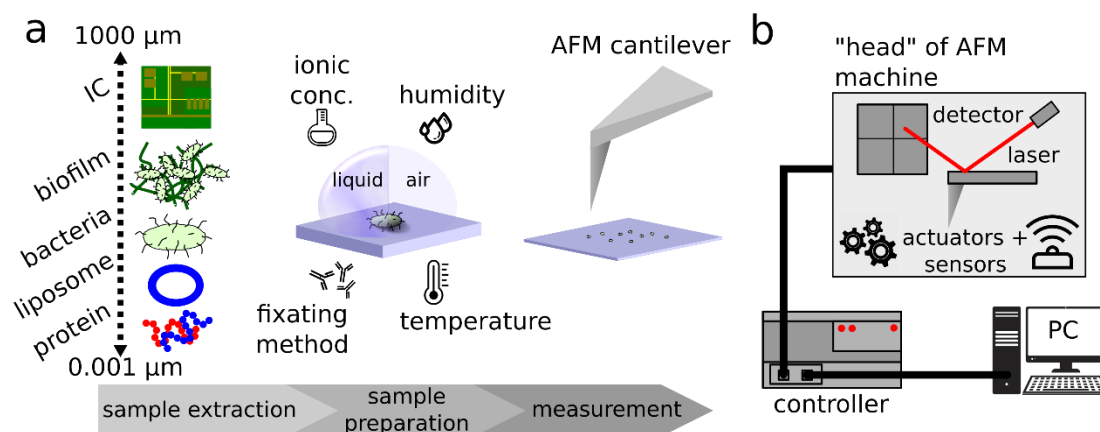 a
1000 µm
IC
biofilm
bacteria
liposome
protein
0.001 µm
ionic
conc.
humidity
liquid
air
fixating
method
temperature
AFM cantilever
sample extraction
sample
preparation
measurement
b
"head" of AFM
machine
detector
laser
actuators +
sensors
controller
PC